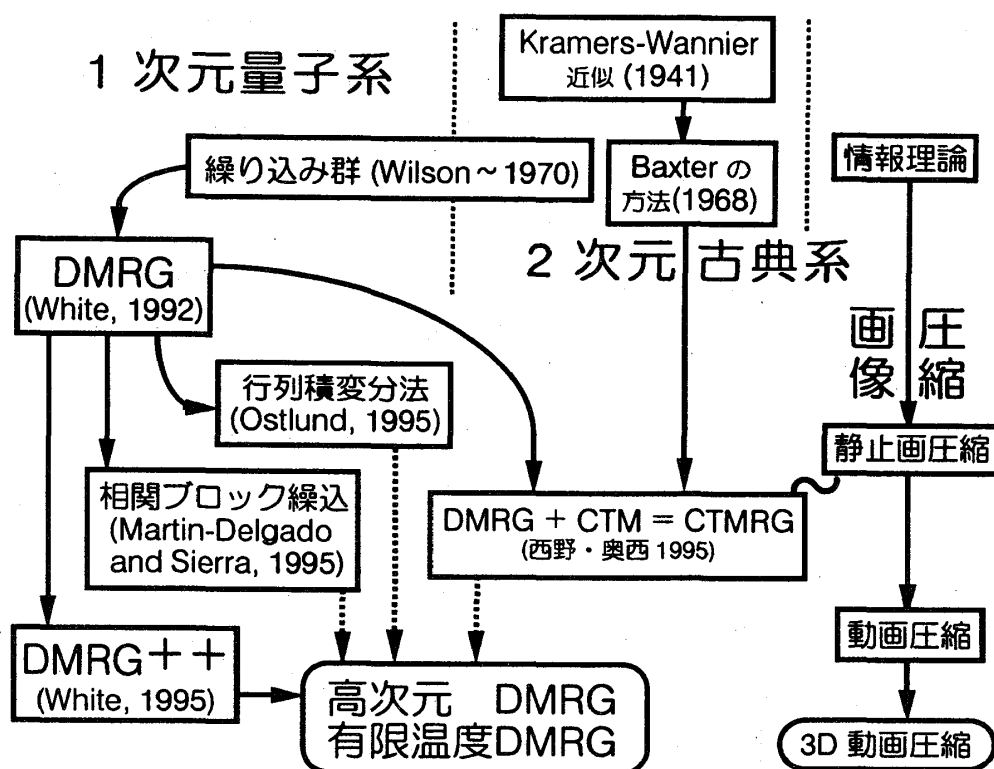 1 次元量子系
Kramers-Wannier
近似 (1941)
繰り込み群 (Wilson ~ 1970)
Baxter の
方法(1968)
情報理論
2 次元 古典系
DMRG
(White, 1992)
画 圧
像 縮
行列積変分法
(Ostlund, 1995)
静止画圧縮
相関ブロック繰込
(Martin-Delgado
and Sierra, 1995)
DMRG + CTM = CTMRG
(西野・奥西 1995)
動画圧縮
DMRG++
(White, 1995)
高次元 DMRG
有限温度DMRG
3D 動画圧縮